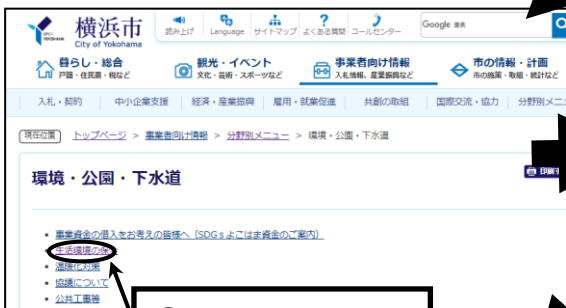 横浜市
City of Yokohama
読み上げ Language サイトマップ よくある質問 コールセンター
Google
暮らし・総合
戸籍・住民票・税など
観光・イベント
文化・芸術・スポーツなど
事業者向け情報
入札情報、産業振興など
市の情報・計画
市の施策・取組・統計など
入札・契約 中小企業支援 経済・産業振興 雇用・就業促進 共創の取組 国際交流・協力 分野別メニ
現在位置 トップページ > 事業者向け情報 > 分野別メニュー > 環境・公園・下水道
環境・公園・下水道
印刷
事業資金の借入をお考えの皆様へ（SDGsよこはま資金のご案内）
生活環境の保
温暖化対策
協議について
公共工事等